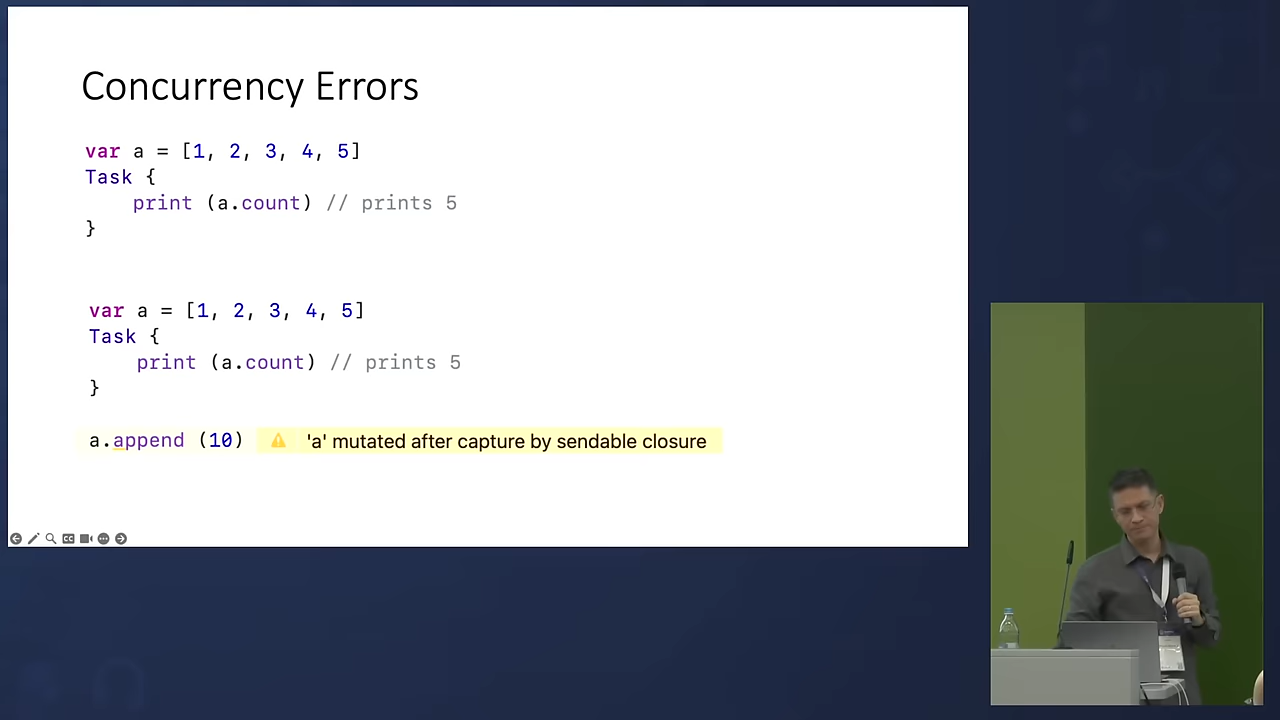 Concurrency Errors
var a = [1, 2, 3, 4, 5]
Task {
print (a.count) // prints 5
}
var a = [1, 2, 3, 4, 5]
Task {
print (a.count) // prints 5
}
a.append (10) 'a' mutated after capture by sendable closure